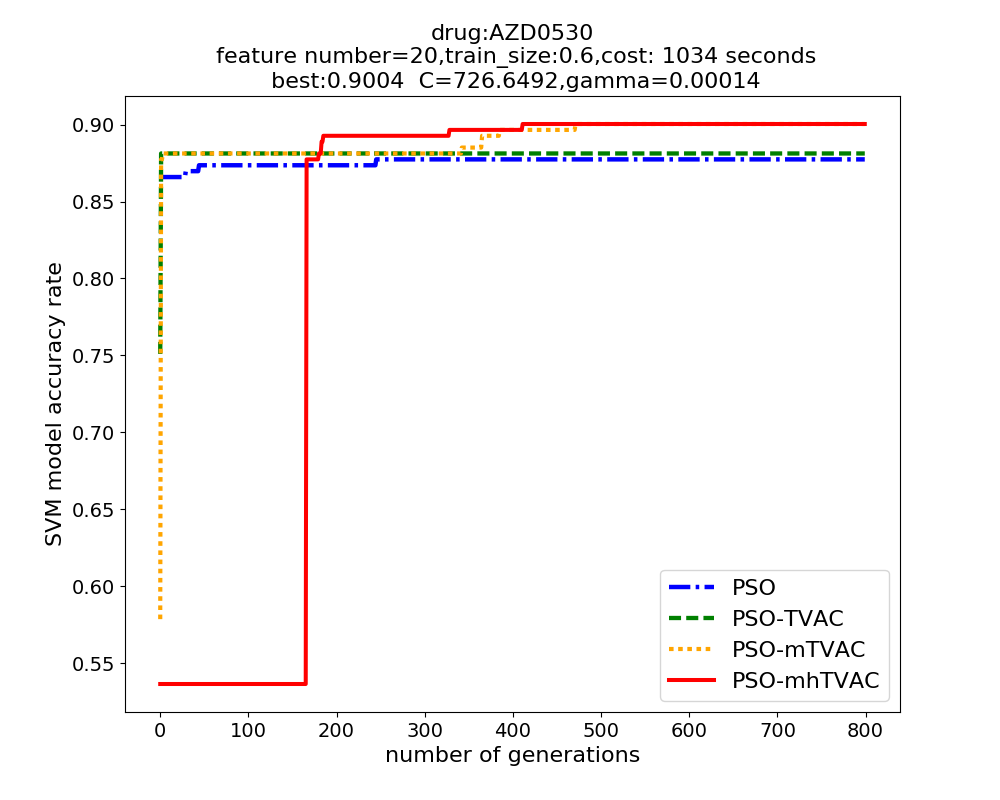 drug:AZD0530
feature number=20,train_size:0.6,cost: 1034 seconds
best:0.9004  C=726.6492,gamma=0.00014
SVM model accuracy rate
0.90
0.85
0.80
0.75
0.70
0.65
0.60
0.55
PSO
PSO-TVAC
PSO-mTVAC
PSO-mhTVAC
0 100 200 300 400 500 600 700 800
number of generations